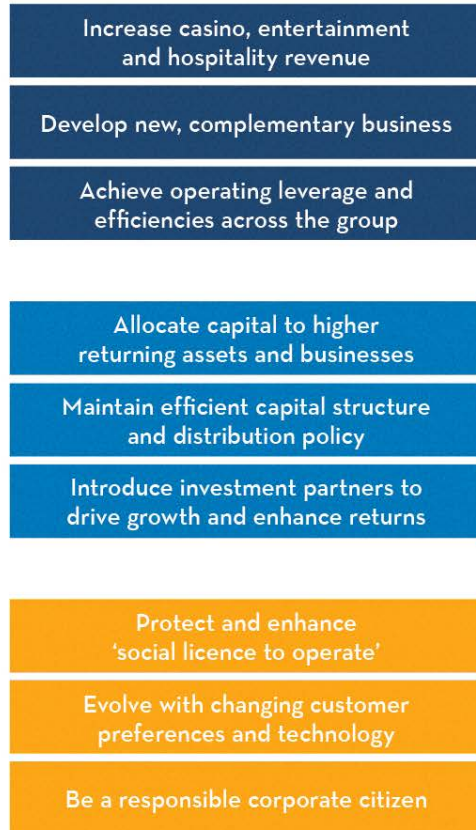 Increase casino, entertainment
and hospitality revenue
Develop new, complementary business
Achieve operating leverage and
efficiencies across the group
Allocate capital to higher
returning assets and businesses
Maintain efficient capital structure
and distribution policy
Introduce investment partners to
drive growth and enhance returns
Protect and enhance
‘social licence to operate’
Evolve with changing customer
preferences and technology
Be a responsible corporate citizen